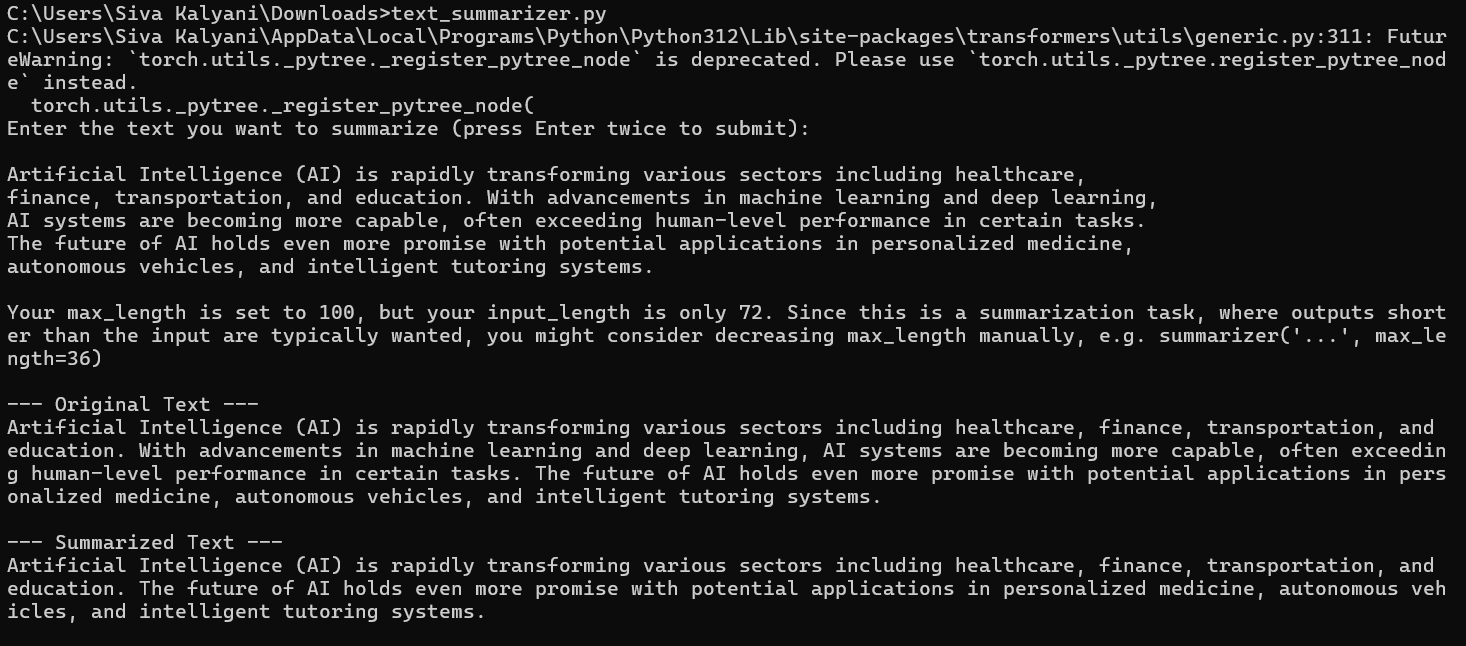 C:\Users\Siva Kalyani\Downloads>text_summarizer.py
C:\Users\Siva Kalyani\AppData\Local\Programs\Python\Python312\Lib\site-packages\transformers\utils\generic.py:311: Futur
eWarning: `torch.utils._pytree._register_pytree_node` is deprecated. Please use `torch.utils._pytree.register_pytree_nod
e` instead.
  torch.utils._pytree._register_pytree_node(
Enter the text you want to summarize (press Enter twice to submit):
Artificial Intelligence (AI) is rapidly transforming various sectors including healthcare,
finance, transportation, and education. With advancements in machine learning and deep learning,
AI systems are becoming more capable, often exceeding human-level performance in certain tasks.
The future of AI holds even more promise with potential applications in personalized medicine,
autonomous vehicles, and intelligent tutoring systems.
Your max_length is set to 100, but your input_length is only 72. Since this is a summarization task, where outputs short
er than the input are typically wanted, you might consider decreasing max_length manually, e.g. summarizer('...', max_le
ngth=36)
--- Original Text ---
Artificial Intelligence (AI) is rapidly transforming various sectors including healthcare, finance, transportation, and
education. With advancements in machine learning and deep learning, AI systems are becoming more capable, often exceedin
g human-level performance in certain tasks. The future of AI holds even more promise with potential applications in pers
onalized medicine, autonomous vehicles, and intelligent tutoring systems.
--- Summarized Text ---
Artificial Intelligence (AI) is rapidly transforming various sectors including healthcare, finance, transportation, and
education. The future of AI holds even more promise with potential applications in personalized medicine, autonomous veh
icles, and intelligent tutoring systems.